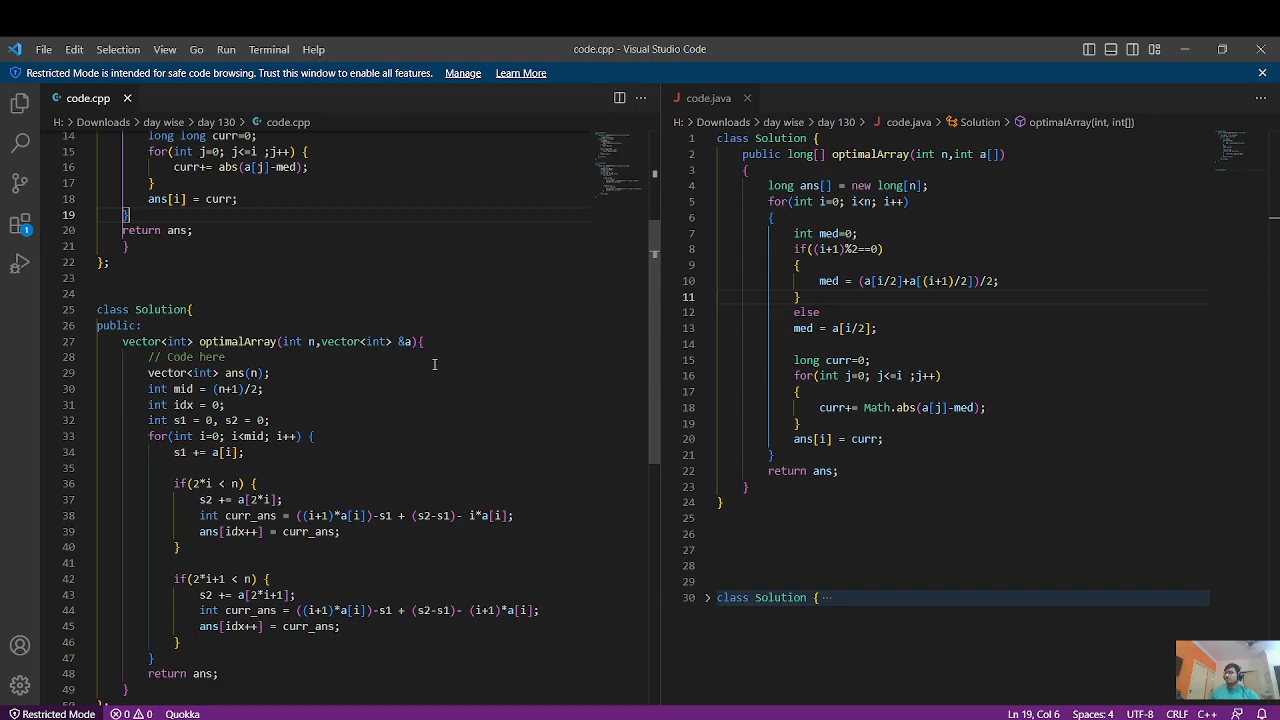 File Edit Selection View Go Run Terminal Help code.cpp - Visual Studio Code
Restricted Mode is intended for safe code browsing. Trust this window to enable all features. Manage Learn More
code.cpp
H: > Downloads > day wise > day 130 > code.cpp
14 long long curr=0;
15 for(int j=0; j<=i ;j++) {
16 curr+= abs(a[j]-med);
17 }
18 ans[i] = curr;
19 }
20 return ans;
21 }
22 };
23
24
25 class Solution{
26 public:
27 vector<int> optimalArray(int n,vector<int> &a){
28 // Code here
29 vector<int> ans(n);
30 int mid = (n+1)/2;
31 int idx = 0;
32 int s1 = 0, s2 = 0;
33 for(int i=0; i<mid; i++) {
34 s1 += a[i];
35
36 if(2*i < n) {
37 s2 += a[2*i];
38 int curr_ans = ((i+1)*a[i])-s1 + (s2-s1)- i*a[i];
39 ans[idx++] = curr_ans;
40 }
41
42 if(2*i+1 < n) {
43 s2 += a[2*i+1];
44 int curr_ans = ((i+1)*a[i])-s1 + (s2-s1)- (i+1)*a[i];
45 ans[idx++] = curr_ans;
46 }
47 }
48 return ans;
49 }
code.java
H: > Downloads > day wise > day 130 > code.java > Solution > optimalArray(int, int[])
1 class Solution {
2 public long[] optimalArray(int n,int a[])
3 {
4 long ans[] = new long[n];
5 for(int i=0; i<n; i++)
6 {
7 int med=0;
8 if((i+1)%2==0)
9 {
10 med = (a[i/2]+a[(i+1)/2])/2;
11 }
12 else
13 med = a[i/2];
14
15 long curr=0;
16 for(int j=0; j<=i ;j++)
17 {
18 curr+= Math.abs(a[j]-med);
19 }
20 ans[i] = curr;
21 }
22 return ans;
23 }
24 }
25
26
27
28
29
30 class Solution { ···
1
Restricted Mode 0 0 Quokka Ln 19, Col 6 Spaces: 4 UTF-8 CRLF C++